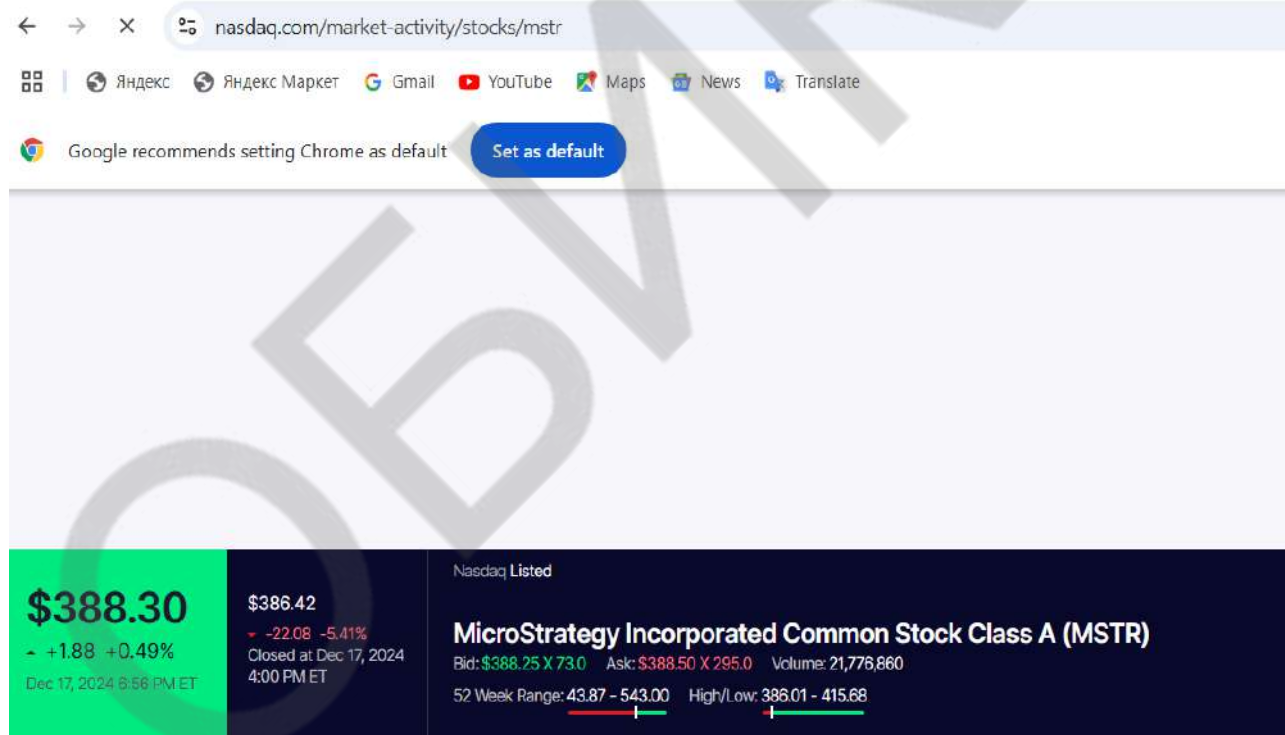 nasdaq.com/market-activity/stocks/mstr
Яндекс Яндекс Маркет Gmail YouTube Maps News Translate
Google recommends setting Chrome as default Set as default
ОБИ
$388.30
+1.88 +0.49%
Dec 17, 2024 6:56 PM ET
$386.42
-22.08 -5.41%
Closed at Dec 17, 2024
4:00 PM ET
Nasdaq Listed
MicroStrategy Incorporated Common Stock Class A (MSTR)
Bid: $388.25 X 73.0 Ask: $388.50 X 295.0 Volume: 21,776,860
52 Week Range: 43.87 - 543.00 High/Low: 386.01 - 415.68